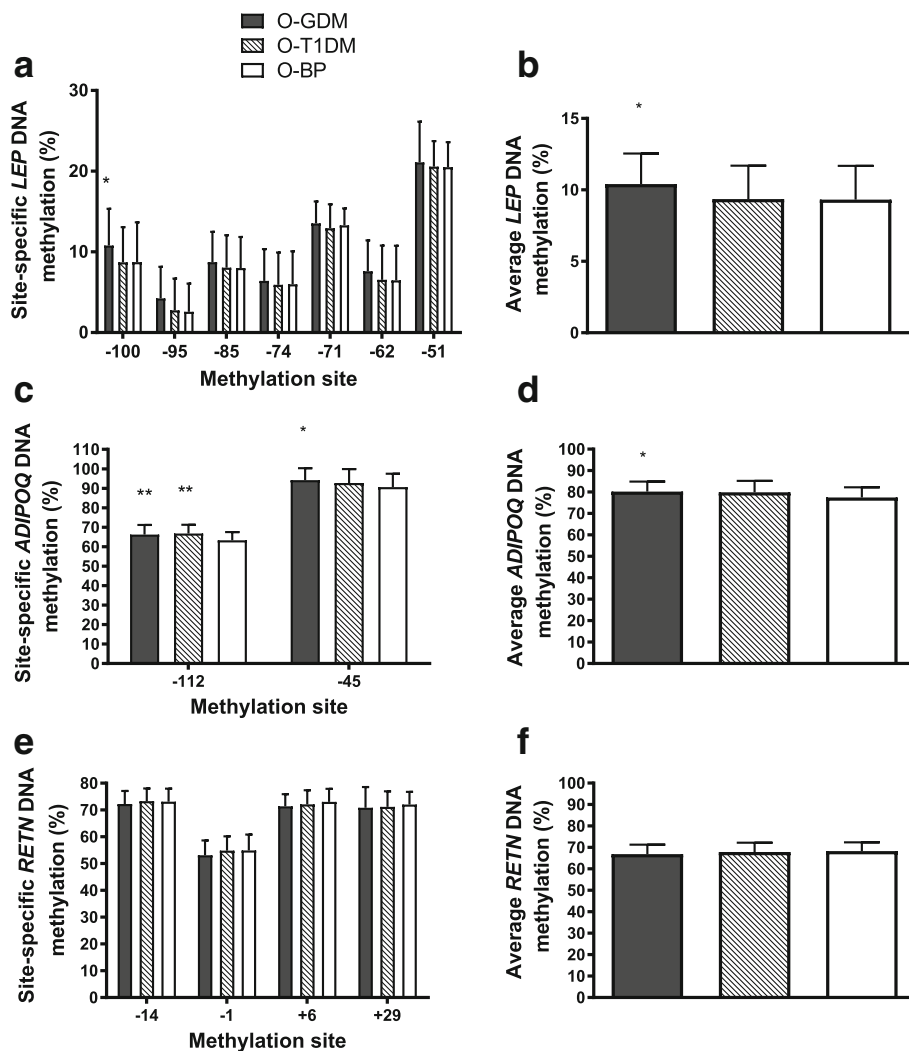 O-GDM
O-T1DM
O-BP
a
Site-specific LEP DNA
methylation (%)
30
20
10
0
*
-100 -95 -85 -74 -71 -62 -51
Methylation site
b
Average LEP DNA
methylation (%)
15
10
5
0
*
c
Site-specific ADIPOQ DNA
methylation (%)
110
100
90
80
70
60
50
40
30
20
10
0
** ** *
-112 -45
Methylation site
d
Average ADIPOQ DNA
methylation (%)
100
90
80
70
60
50
40
30
20
10
0
*
e
Site-specific RETN DNA
methylation (%)
80
70
60
50
40
30
20
10
0
-14 -1 +6 +29
Methylation site
f
Average RETN DNA
methylation (%)
100
90
80
70
60
50
40
30
20
10
0